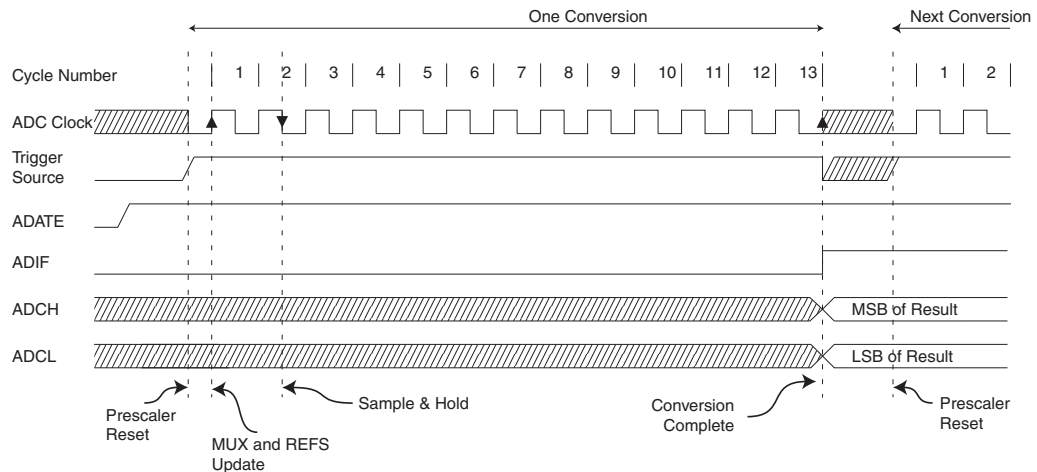 One Conversion
Next Conversion
Cycle Number
1 2 3 4 5 6 7 8 9 10 11 12 13 1 2
ADC Clock
Trigger
Source
ADATE
ADIF
ADCH
MSB of Result
ADCL
LSB of Result
Prescaler
Reset
MUX and REFS
Update
Sample & Hold
Conversion
Complete
Prescaler
Reset